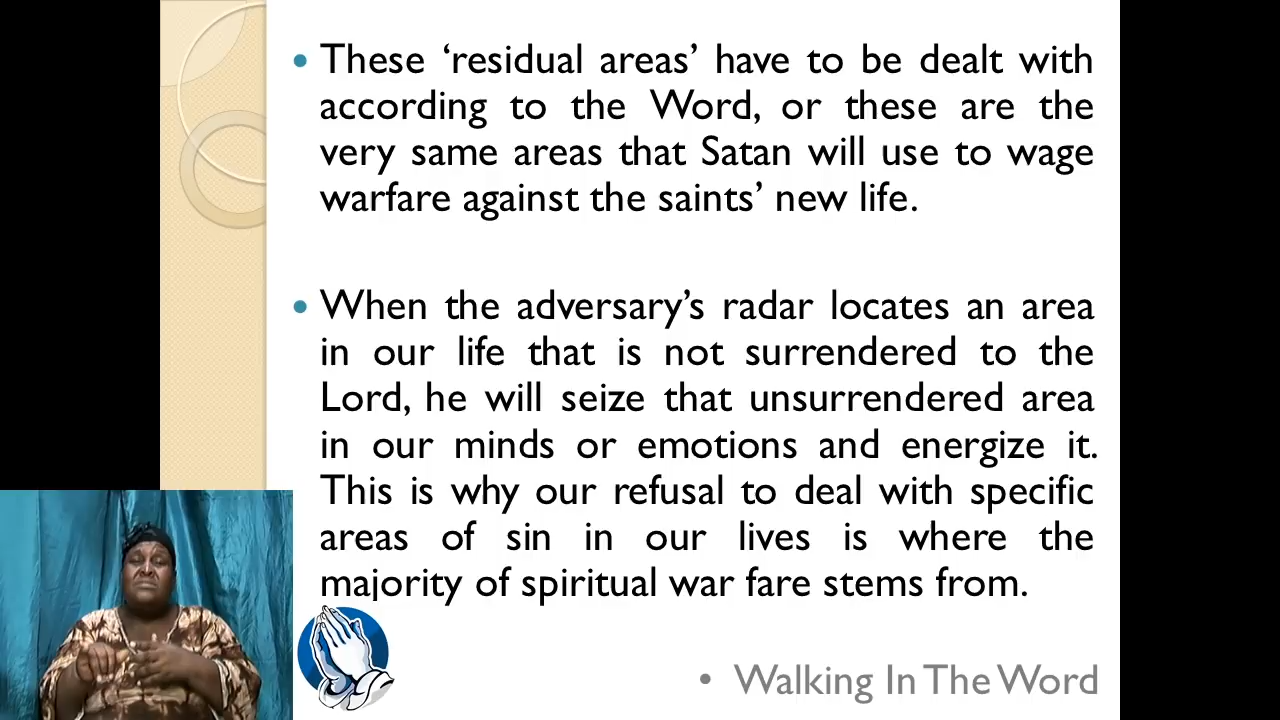 • These ‘residual areas’ have to be dealt with
according to the Word, or these are the
very same areas that Satan will use to wage
warfare against the saints’ new life.
• When the adversary’s radar locates an area
in our life that is not surrendered to the
Lord, he will seize that unsurrendered area
in our minds or emotions and energize it.
This is why our refusal to deal with specific
areas of sin in our lives is where the
majority of spiritual war fare stems from.
• Walking In The Word